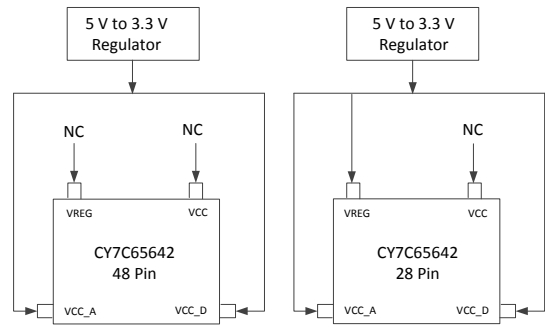 5 V to 3.3 V
Regulator
NC
NC
VREG
VCC
CY7C65642
48 Pin
VCC_A
VCC_D
5 V to 3.3 V
Regulator
NC
VREG
VCC
CY7C65642
28 Pin
VCC_A
VCC_D